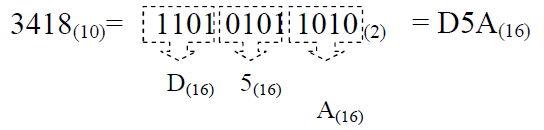 3418(10)= 1101 0101 1010(2) = D5A(16)
D(16) 5(16)
A(16)